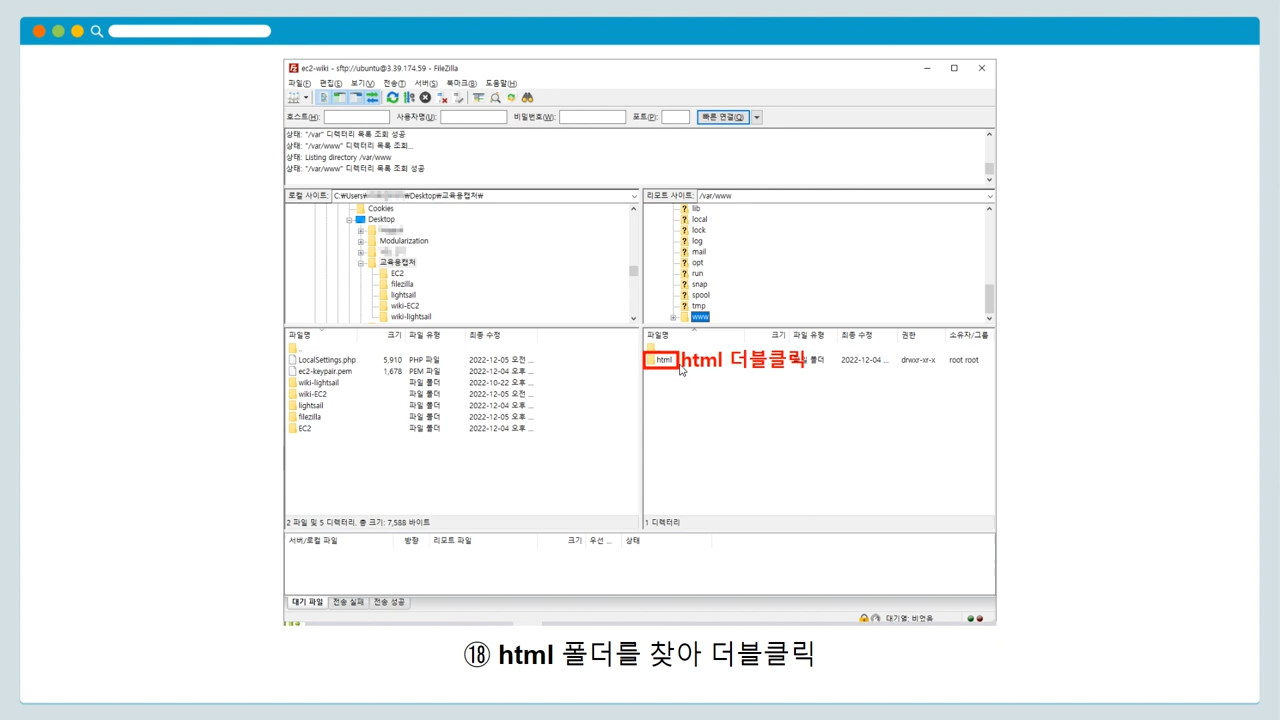 ec2-wiki - sftp://ubuntu@3.39.174.59 - FileZilla
파일(F) 편집(E) 보기(V) 전송(T) 서버(S) 북마크(B) 도움말(H)
호스트(H): 사용자명(U): 비밀번호(W): 포트(P): 빠른 연결(Q)
상태: "/var" 디렉터리 목록 조회 성공
상태: "/var/www" 디렉터리 목록 조회...
상태: Listing directory /var/www
상태: "/var/www" 디렉터리 목록 조회 성공
로컬 사이트: C:₩Users₩ ₩Desktop₩교육용캡처₩
Cookies
Desktop
Modularization
교육용캡처
EC2
filezilla
lightsail
wiki-EC2
wiki-lightsail
리모트 사이트: /var/www
lib
local
lock
log
mail
opt
run
snap
spool
tmp
www
파일명 크기 파일 유형 최종 수정
..
LocalSettings.php 5,910 PHP 파일 2022-12-05 오전 ...
ec2-keypair.pem 1,678 PEM 파일 2022-12-04 오후 ...
wiki-lightsail 파일 폴더 2022-10-22 오후 ...
wiki-EC2 파일 폴더 2022-12-05 오전 ...
lightsail 파일 폴더 2022-12-04 오후 ...
filezilla 파일 폴더 2022-12-05 오후 ...
EC2 파일 폴더 2022-12-04 오후 ...
2 파일 및 5 디렉터리. 총 크기: 7,588 바이트
파일명 크기 파일 유형 최종 수정 권한 소유자/그룹
html html 더블클릭 폴더 2022-12-04 ... drwxr-xr-x root root
1 디렉터리
서버/로컬 파일 방향 리모트 파일 크기 우선 ... 상태
대기 파일 전송 실패 전송 성공
대기열: 비었음
⑱ html 폴더를 찾아 더블클릭